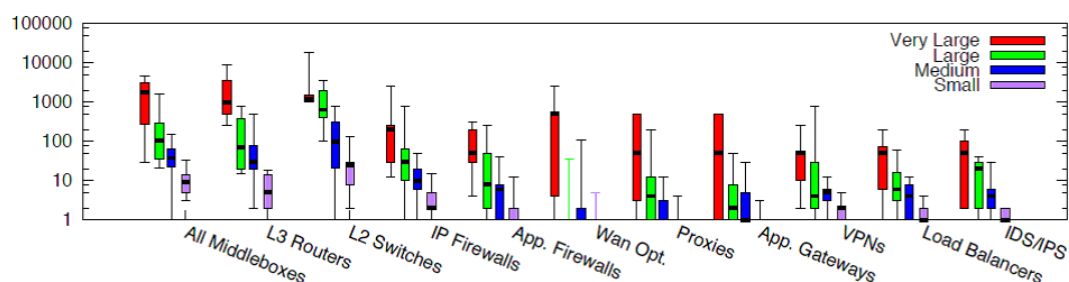 100000
10000
1000
100
10
1
Very Large
Large
Medium
Small
All Middleboxes
L3 Routers
L2 Switches
IP Firewalls
App. Firewalls
Wan Opt.
Proxies
App. Gateways
VPNs
Load Balancers
IDS/IPS